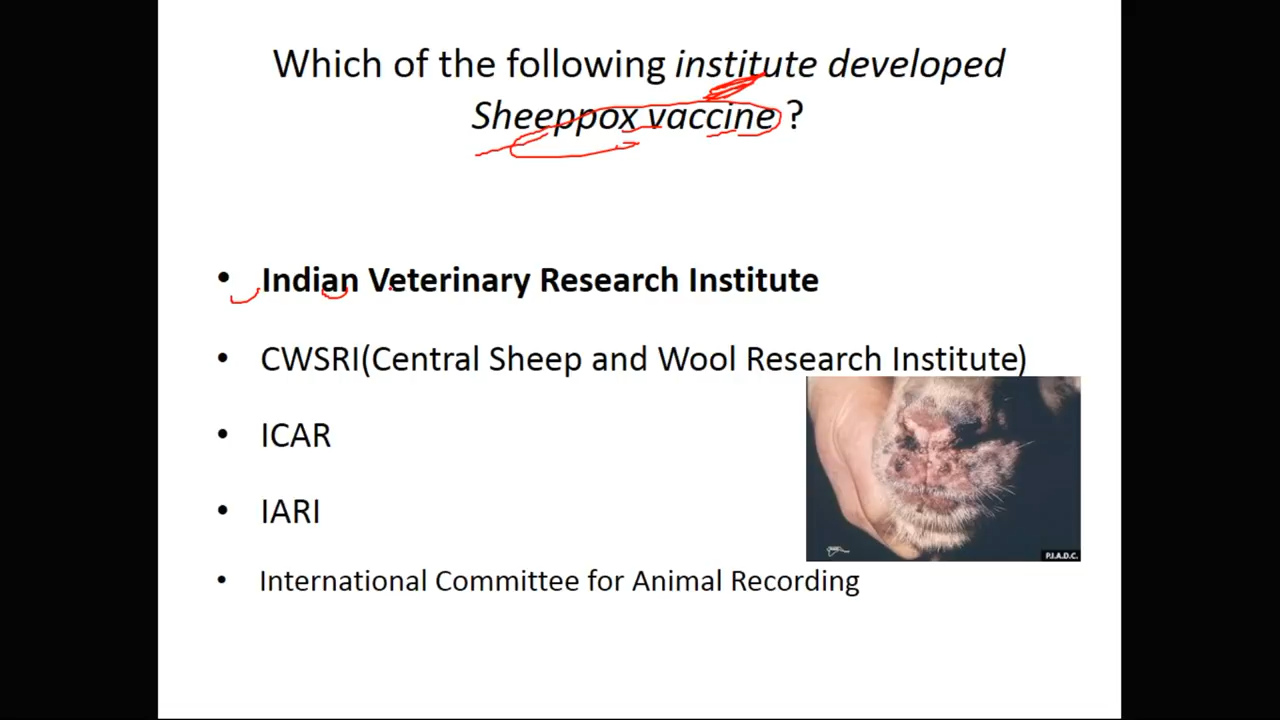 Which of the following institute developed
Sheeppox vaccine ?
• Indian Veterinary Research Institute
• CWSRI(Central Sheep and Wool Research Institute)
• ICAR
• IARI
• International Committee for Animal Recording
P.I.A.D.C.